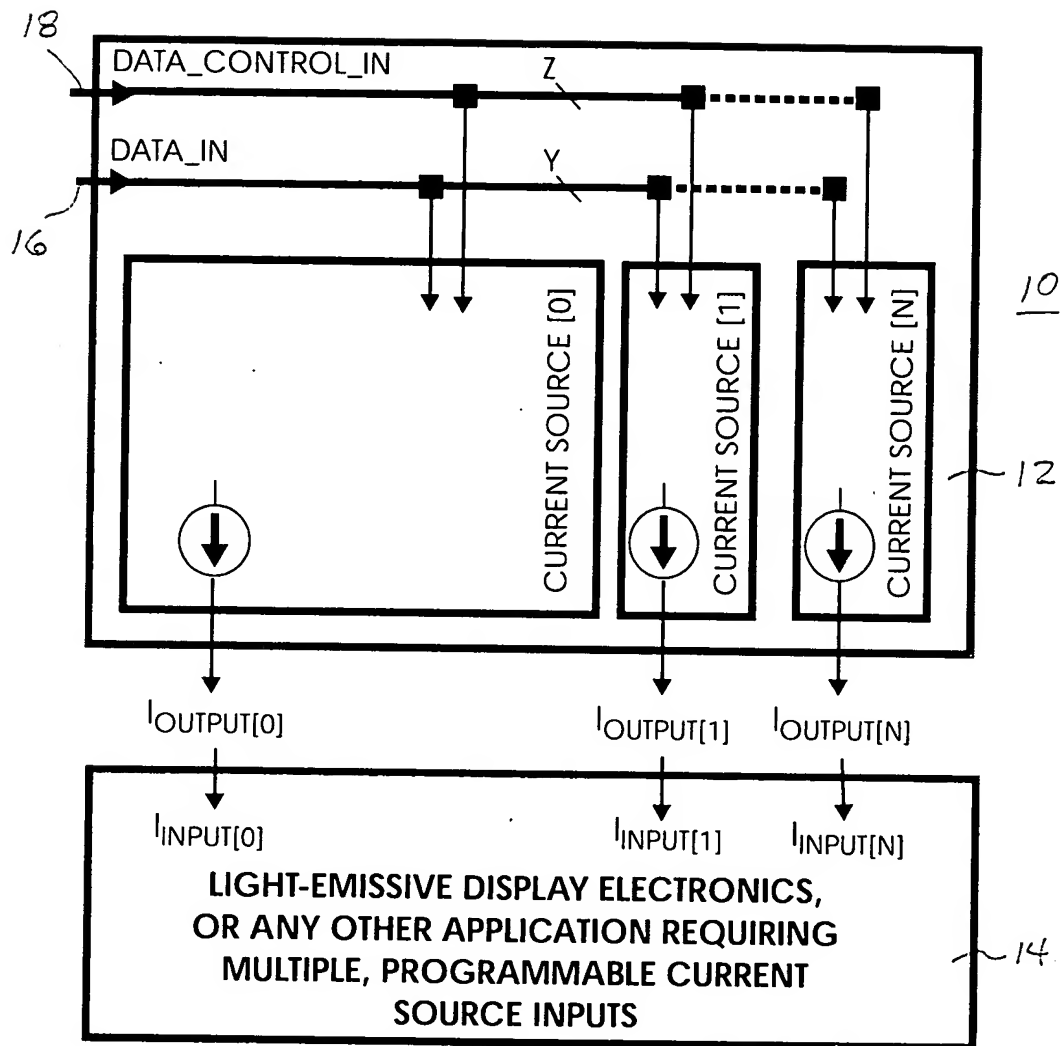 18
DATA_CONTROL_IN
Z
DATA_IN
Y
16
10
CURRENT SOURCE [0]
CURRENT SOURCE [1]
CURRENT SOURCE [N]
12
IOUTPUT[0]
IOUTPUT[1]
IOUTPUT[N]
IINPUT[0]
IINPUT[1]
IINPUT[N]
LIGHT-EMISSIVE DISPLAY ELECTRONICS,
OR ANY OTHER APPLICATION REQUIRING
MULTIPLE, PROGRAMMABLE CURRENT
SOURCE INPUTS
14